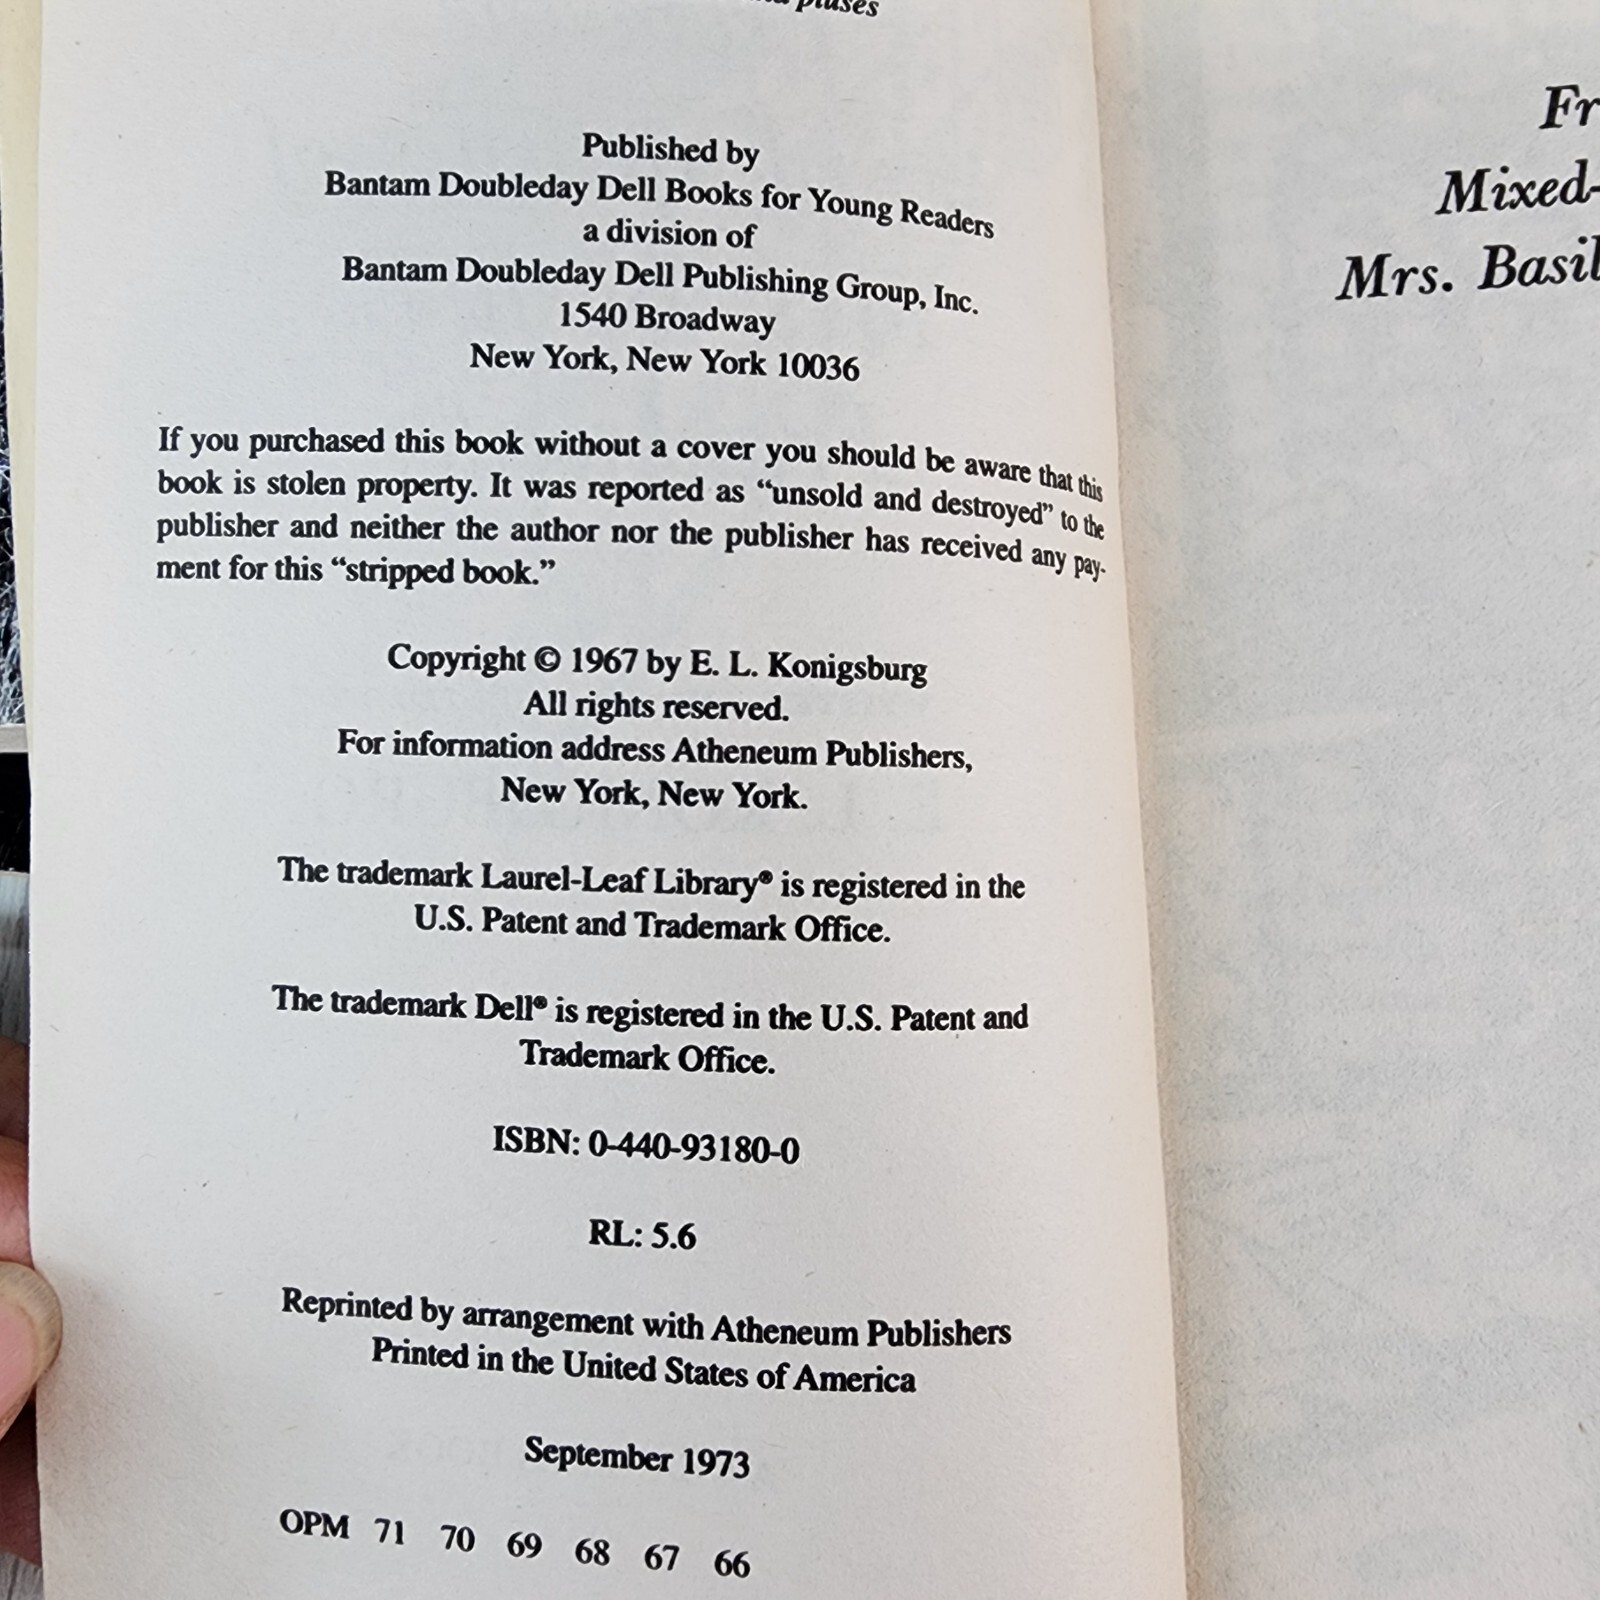 pluses
Published by
Bantam Doubleday Dell Books for Young Readers
a division of
Bantam Doubleday Dell Publishing Group, Inc.
1540 Broadway
New York, New York 10036
If you purchased this book without a cover you should be aware that this
book is stolen property. It was reported as “unsold and destroyed” to the
publisher and neither the author nor the publisher has received any pay-
ment for this “stripped book.”
Copyright © 1967 by E. L. Konigsburg
All rights reserved.
For information address Atheneum Publishers,
New York, New York.
The trademark Laurel-Leaf Library® is registered in the
U.S. Patent and Trademark Office.
The trademark Dell® is registered in the U.S. Patent and
Trademark Office.
ISBN: 0-440-93180-0
RL: 5.6
Reprinted by arrangement with Atheneum Publishers
Printed in the United States of America
September 1973
OPM 71 70 69 68 67 66
Fr
Mixed-
Mrs. Basil